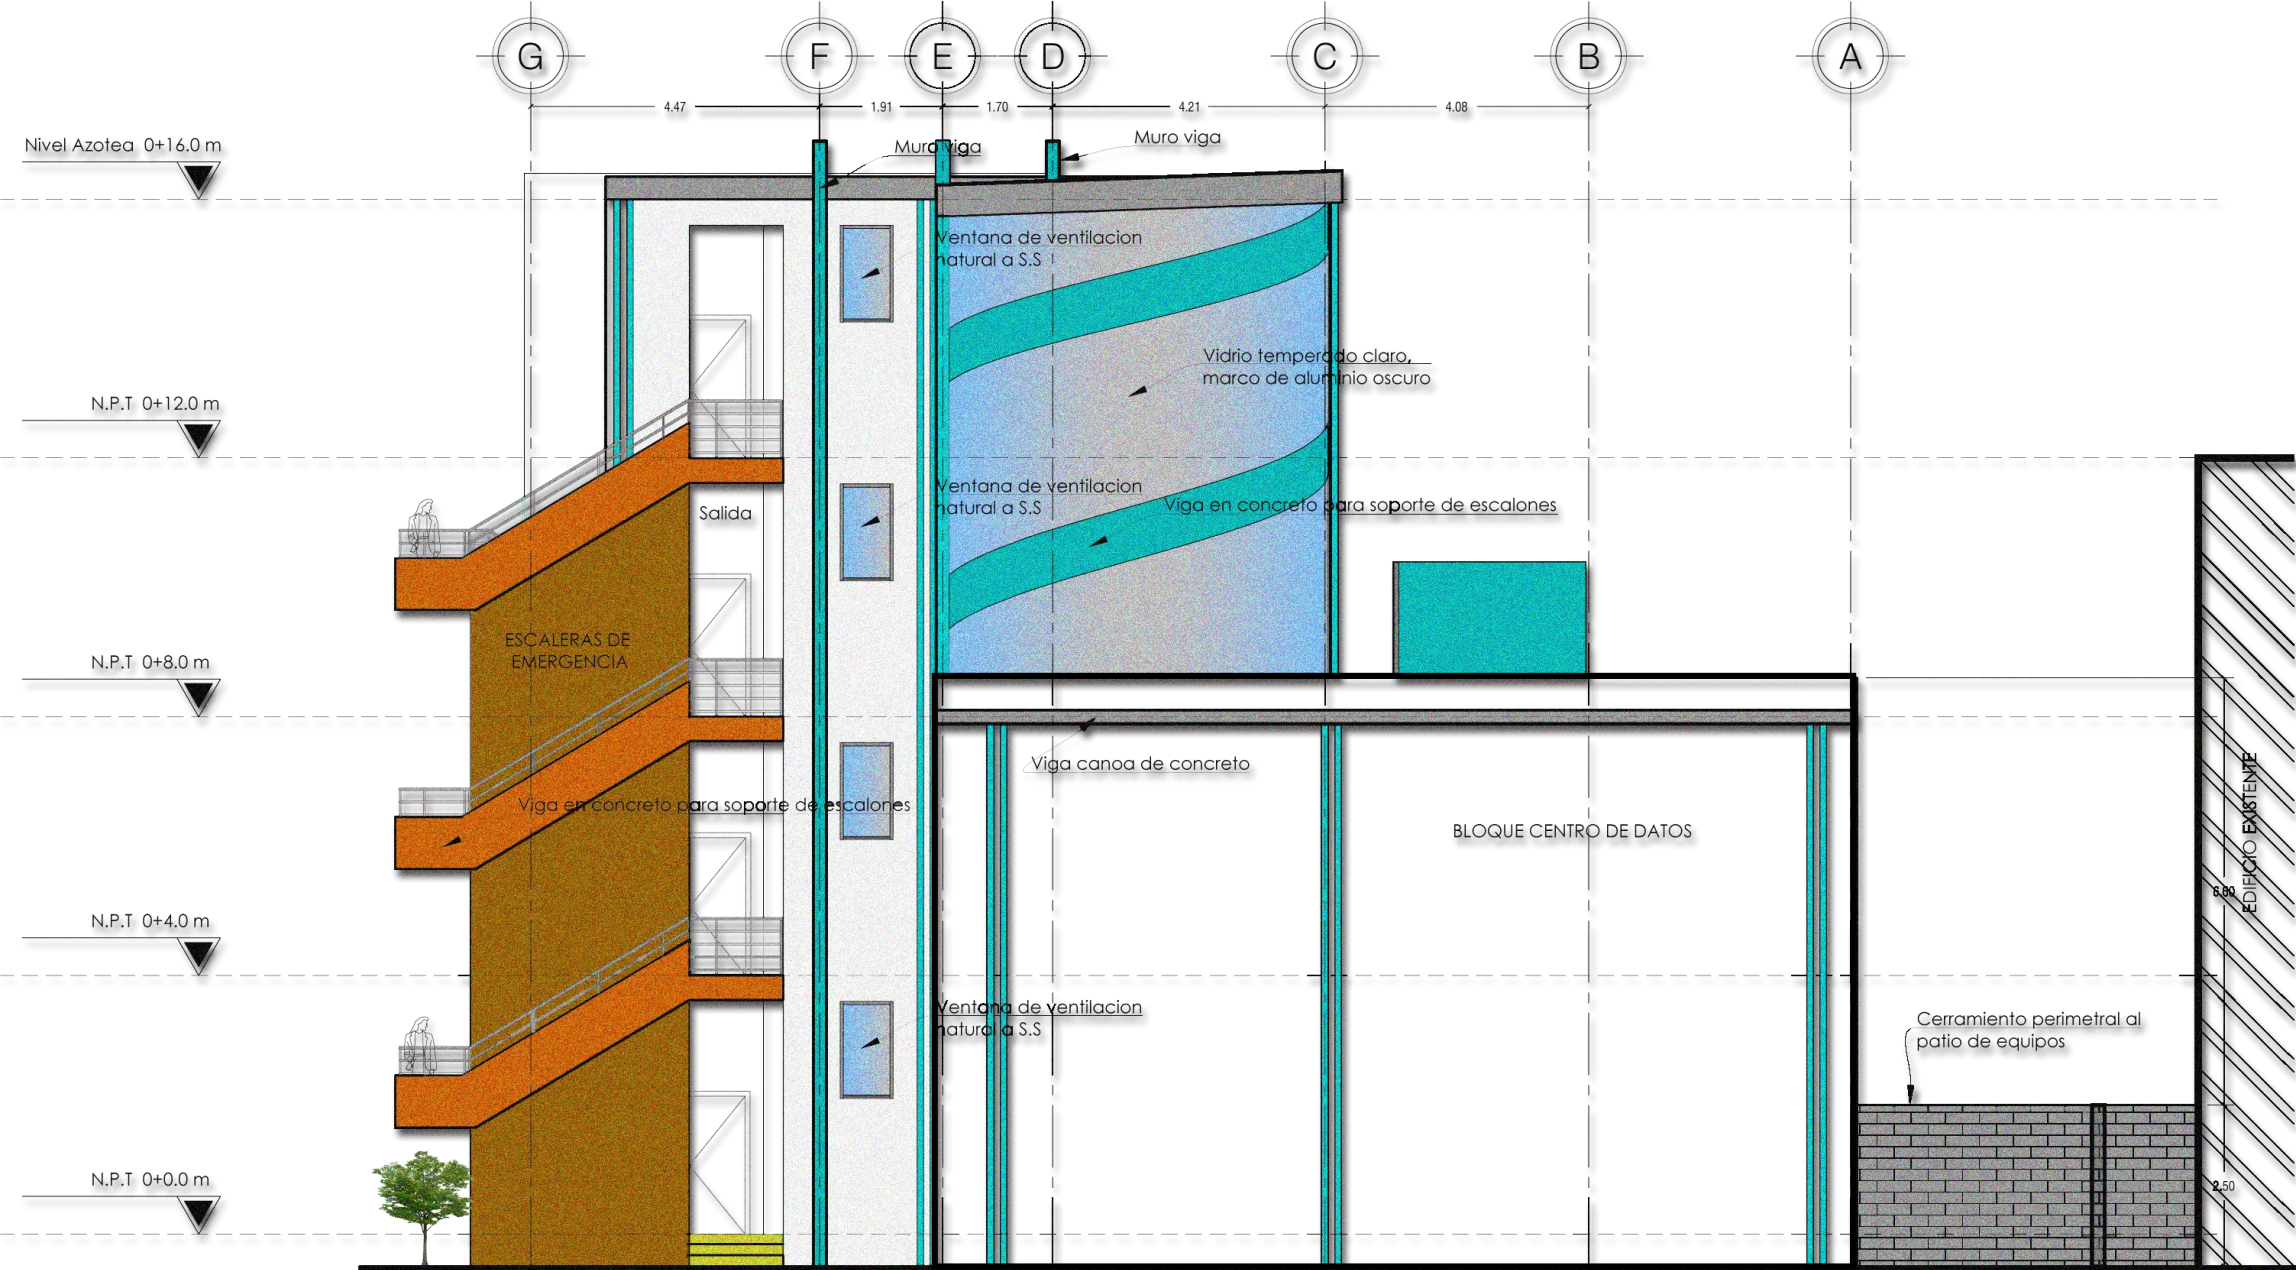 G F E D C B A
4.47 1.91 1.70 4.21 4.08
Nivel Azotea 0+16.0 m
Muro viga
Muro viga
Ventana de ventilacion
natural a S.S
Vidrio temperado claro,
marco de aluminio oscuro
N.P.T 0+12.0 m
Ventana de ventilacion
natural a S.S
Viga en concreto para soporte de escalones
Salida
ESCALERAS DE
EMERGENCIA
N.P.T 0+8.0 m
Viga canoa de concreto
Viga en concreto para soporte de escalones
BLOQUE CENTRO DE DATOS
EDIFICIO EXISTENTE
6.60
N.P.T 0+4.0 m
Ventana de ventilacion
natural a S.S
Cerramiento perimetral al
patio de equipos
N.P.T 0+0.0 m
2.50